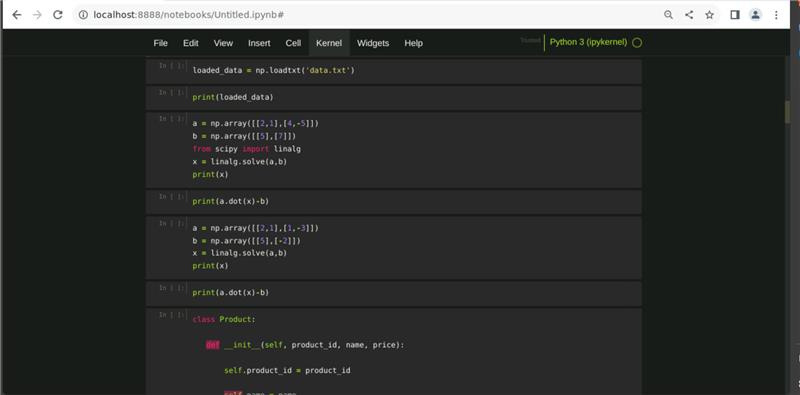 localhost:8888/notebooks/Untitled.ipynb#
File Edit View Insert Cell Kernel Widgets Help
Trusted Python 3 (ipykernel)
In [ ]: loaded_data = np.loadtxt('data.txt')
In [ ]: print(loaded_data)
In [ ]: a = np.array([[2,1],[4,-5]])
b = np.array([[5],[7]])
from scipy import linalg
x = linalg.solve(a,b)
print(x)
In [ ]: print(a.dot(x)-b)
In [ ]: a = np.array([[2,1],[1,-3]])
b = np.array([[5],[-2]])
x = linalg.solve(a,b)
print(x)
In [ ]: print(a.dot(x)-b)
In [ ]: class Product:
def __init__(self, product_id, name, price):
self.product_id = product_id
self.name = name